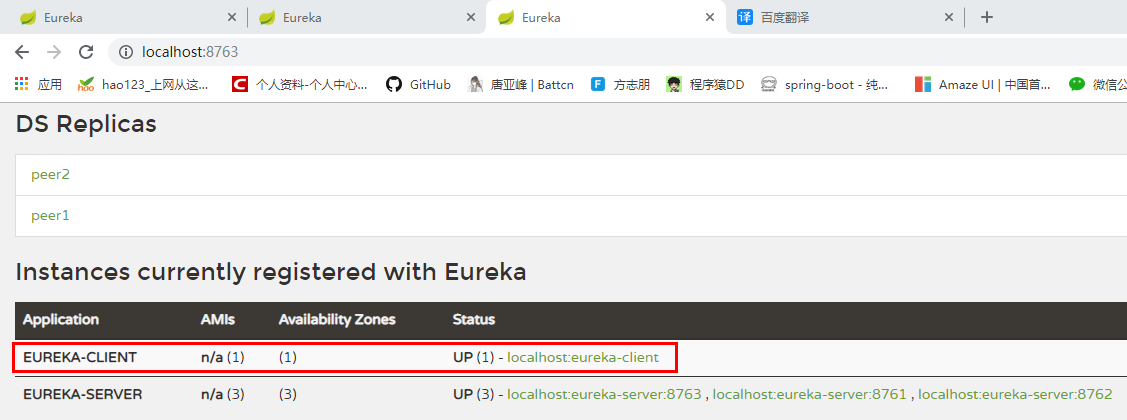 Eureka Eureka Eureka 译 百度翻译
localhost:8763
应用 hao hao123_上网从这... C 个人资料-个人中心... GitHub 唐亚峰 | Battcn F 方志朋 程序猿DD spring-boot - 纯... Amaze UI | 中国首... 微信公
DS Replicas
peer2
peer1
Instances currently registered with Eureka
Application AMIs Availability Zones Status
EUREKA-CLIENT n/a (1) (1) UP (1) - localhost:eureka-client
EUREKA-SERVER n/a (3) (3) UP (3) - localhost:eureka-server:8763 , localhost:eureka-server:8761 , localhost:eureka-server:8762